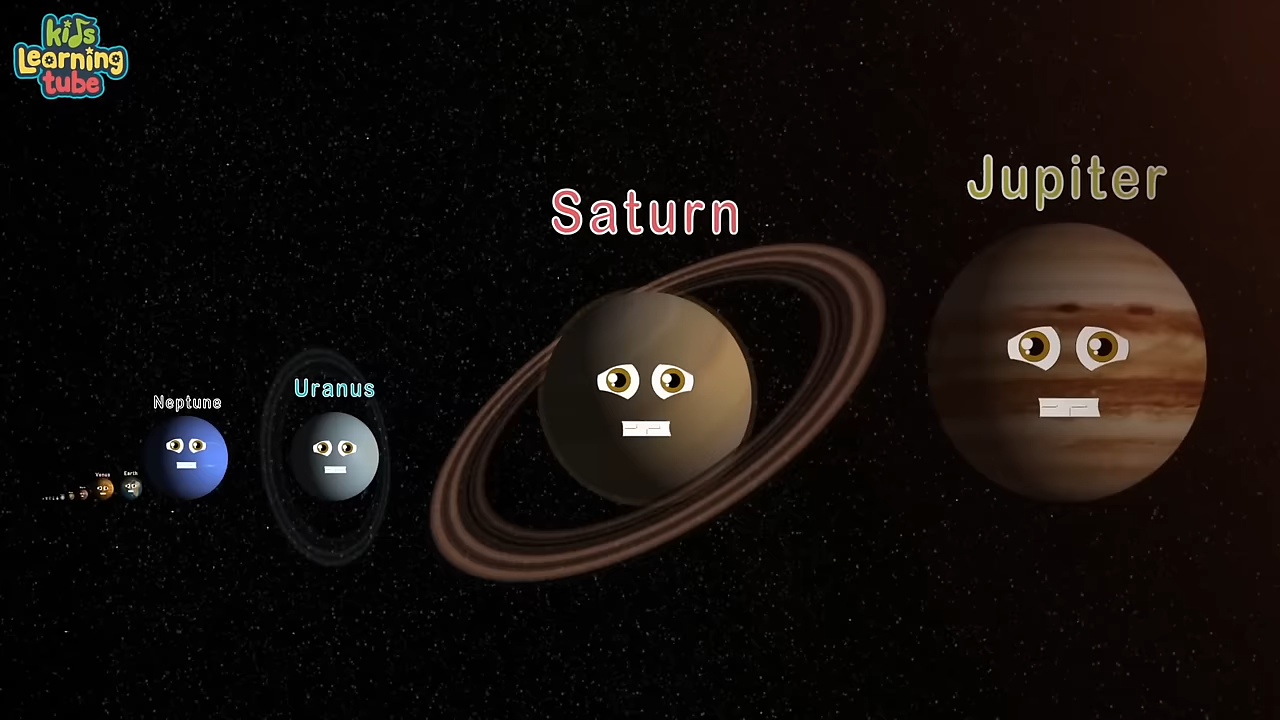 kids
Learning
tube
Jupiter
Saturn
Uranus
Neptune
Venus
Earth